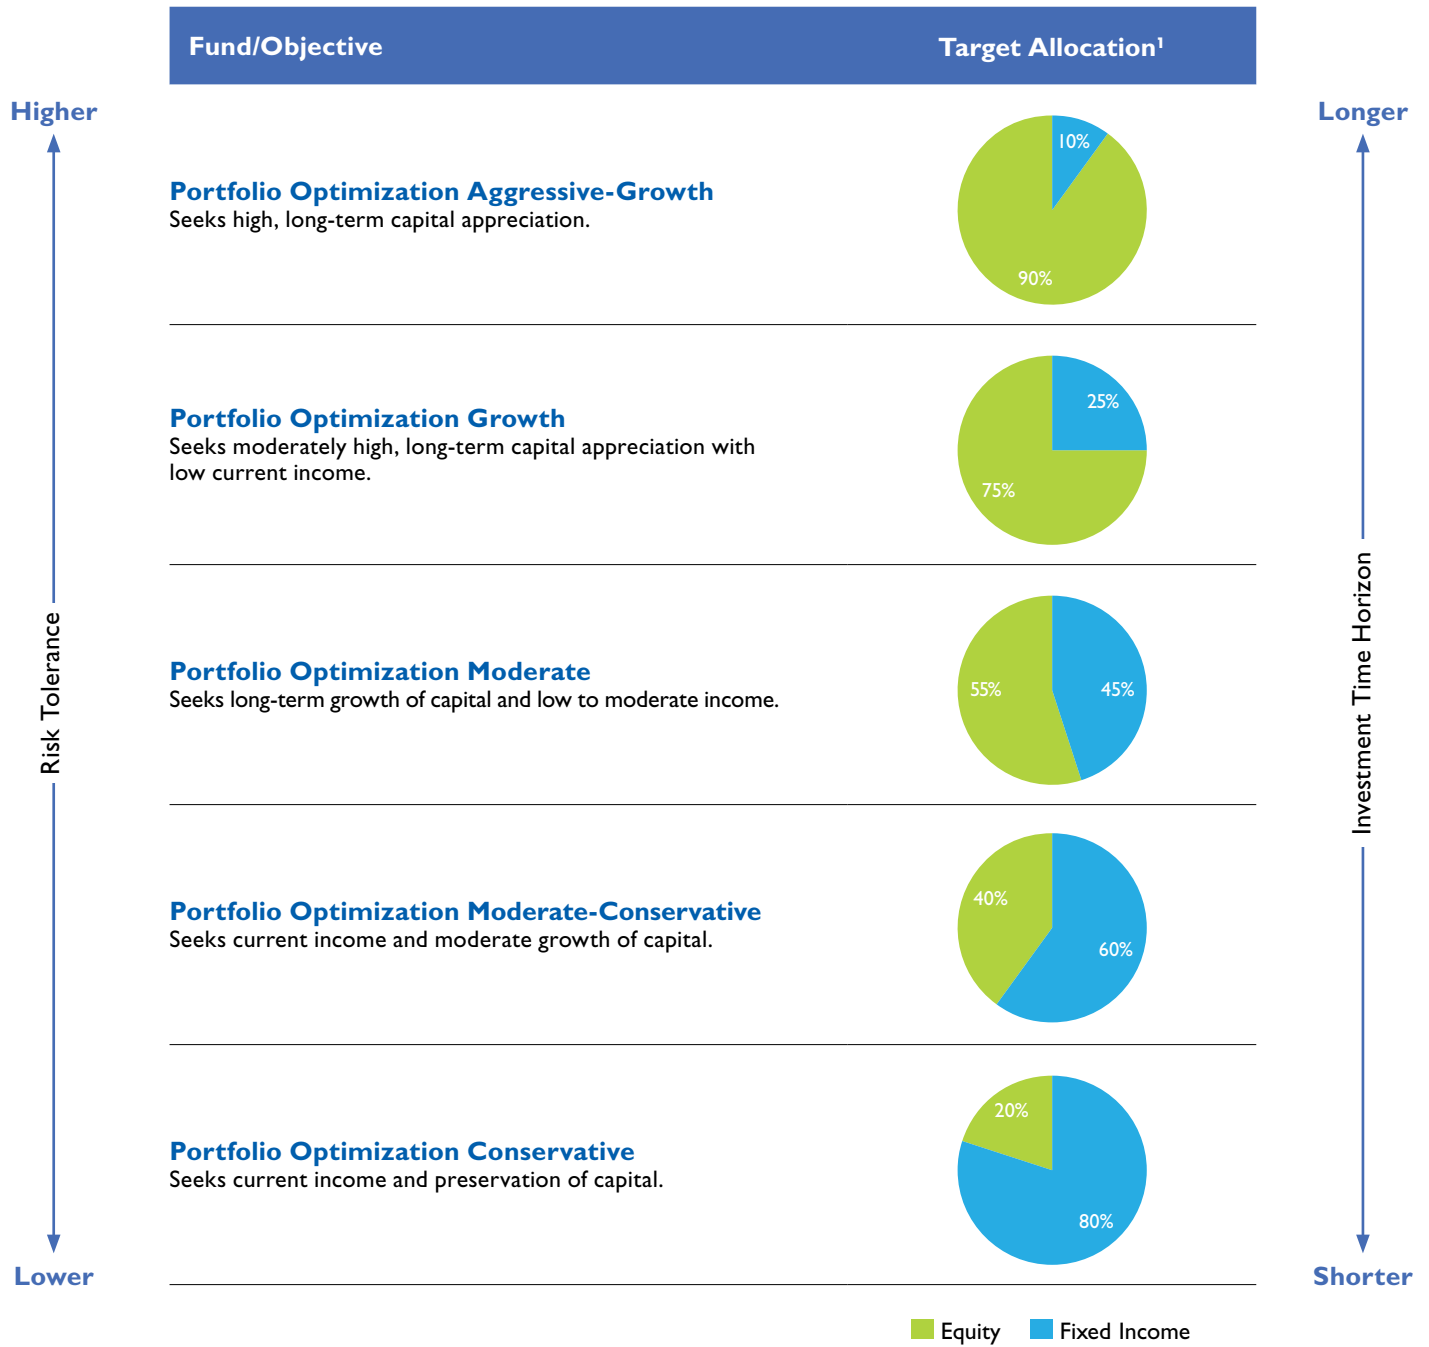 Fund/Objective
Target Allocation¹
Higher
Longer
10%
Portfolio Optimization Aggressive-Growth
Seeks high, long-term capital appreciation.
90%
25%
Portfolio Optimization Growth
Seeks moderately high, long-term capital appreciation with
low current income.
75%
Risk Tolerance
Investment Time Horizon
Portfolio Optimization Moderate
Seeks long-term growth of capital and low to moderate income.
55%
45%
40%
Portfolio Optimization Moderate-Conservative
Seeks current income and moderate growth of capital.
60%
20%
Portfolio Optimization Conservative
Seeks current income and preservation of capital.
80%
Lower
Shorter
Equity
Fixed Income